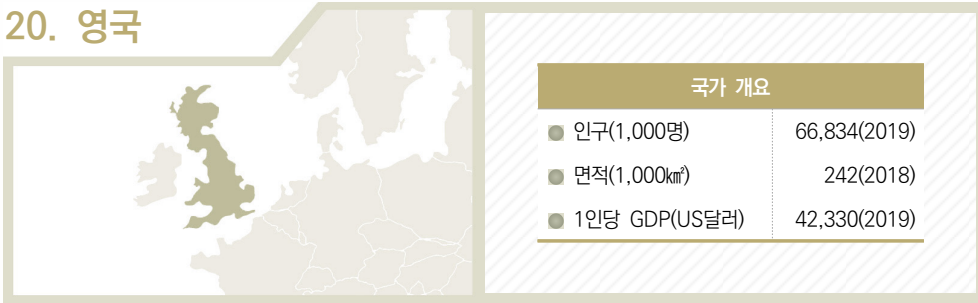 20. 영국
국가 개요
인구(1,000명) 66,834(2019)
면적(1,000㎢) 242(2018)
1인당 GDP(US달러) 42,330(2019)